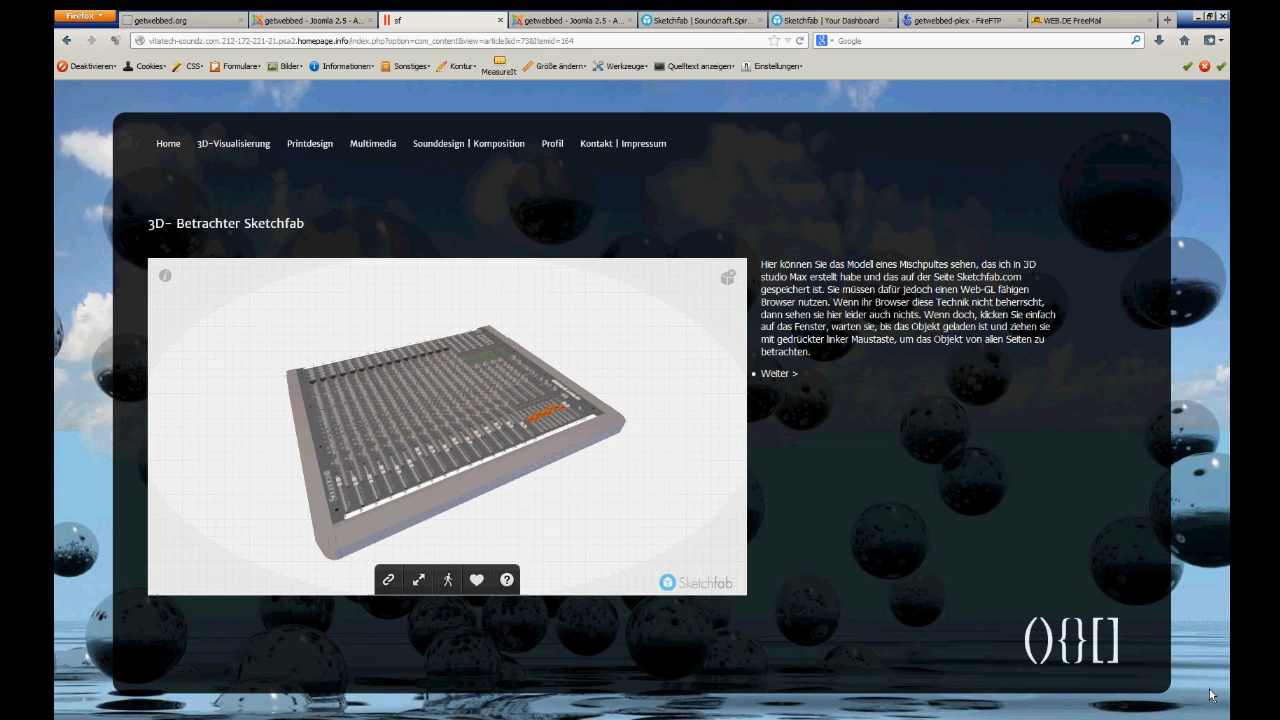 Firefox
getwebbed.org
getwebbed - Joomla 2.5 - A...
sf
getwebbed - Joomla 2.5 - A...
Sketchfab | Soundcraft.Spir...
Sketchfab | Your Dashboard
getwebbed-plex - FireFTP
WEB.DE FreeMail
vitatech-soundz.com.212-172-221-21.psa2.homepage.info/index.php?option=com_content&view=article&id=73&Itemid=164
Google
Deaktivieren
Cookies
CSS
Formulare
Bilder
Informationen
Sonstiges
Kontur
MeasureIt
Größe ändern
Werkzeuge
Quelltext anzeigen
Einstellungen
Home
3D-Visualisierung
Printdesign
Multimedia
Sounddesign | Komposition
Profil
Kontakt | Impressum
3D- Betrachter Sketchfab
Hier können Sie das Modell eines Mischpultes sehen, das ich in 3D
studio Max erstellt habe und das auf der Seite Sketchfab.com
gespeichert ist. Sie müssen dafür jedoch einen Web-GL fähigen
Browser nutzen. Wenn ihr Browser diese Technik nicht beherrscht,
dann sehen sie hier leider auch nichts. Wenn doch, klicken Sie einfach
auf das Fenster, warten sie, bis das Objekt geladen ist und ziehen sie
mit gedrückter linker Maustaste, um das Objekt von allen Seiten zu
betrachten.
Weiter >
Sketchfab
(){}[]